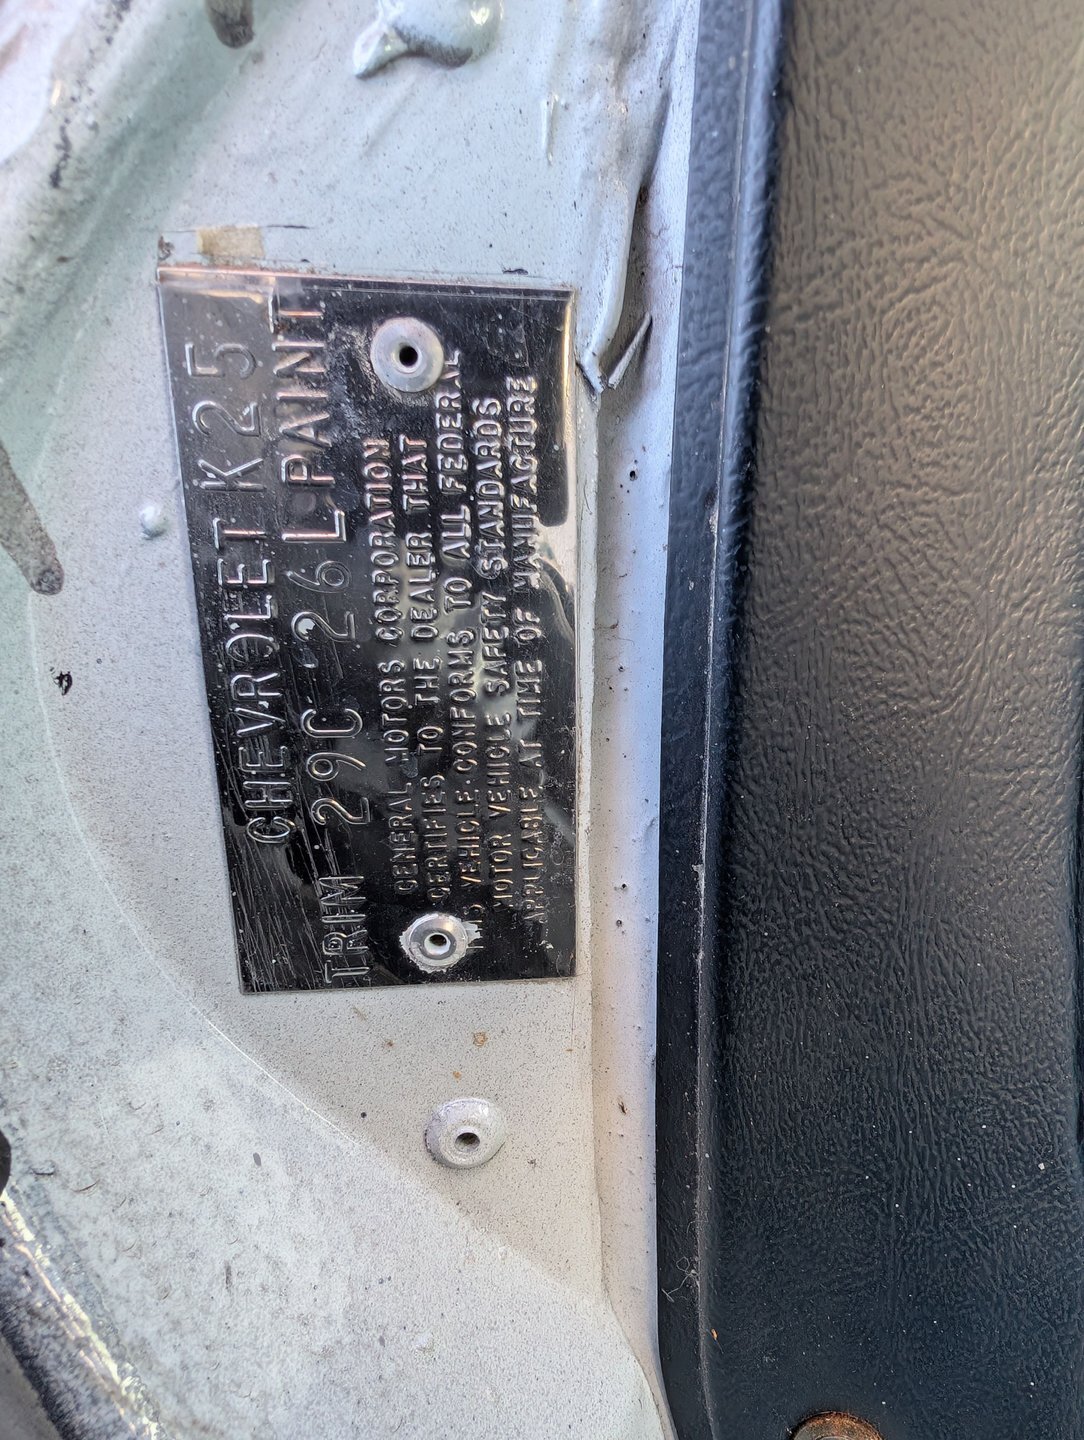 CHEVROLET K25
TRIM 29C 26L PAINT
GENERAL MOTORS CORPORATION
CERTIFIES TO THE DEALER THAT
THIS VEHICLE CONFORMS TO ALL FEDERAL
MOTOR VEHICLE SAFETY STANDARDS
APPLICABLE AT TIME OF MANUFACTURE